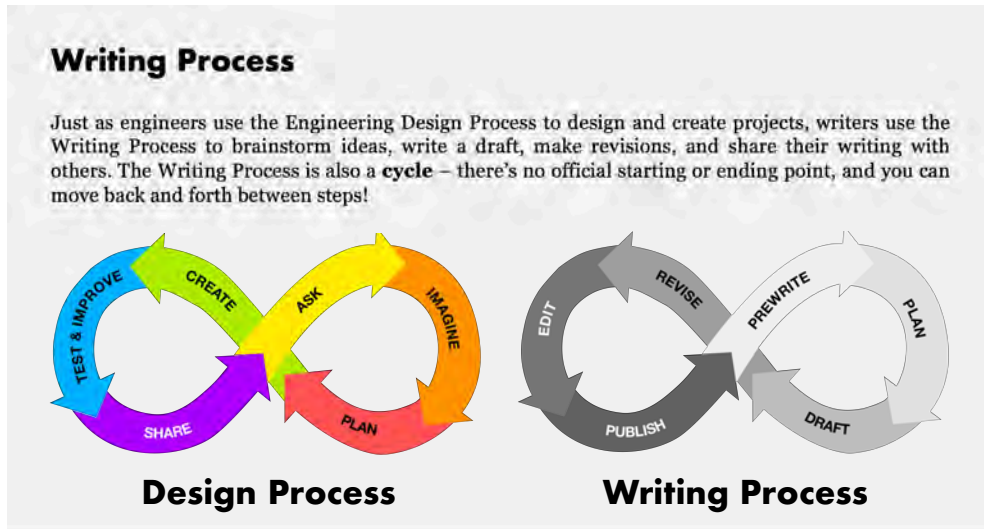 Writing Process
Just as engineers use the Engineering Design Process to design and create projects, writers use the
Writing Process to brainstorm ideas, write a draft, make revisions, and share their writing with
others. The Writing Process is also a cycle – there's no official starting or ending point, and you can
move back and forth between steps!
ASK
IMAGINE
PLAN
CREATE
TEST & IMPROVE
SHARE
Design Process
PREWRITE
PLAN
DRAFT
REVISE
EDIT
PUBLISH
Writing Process